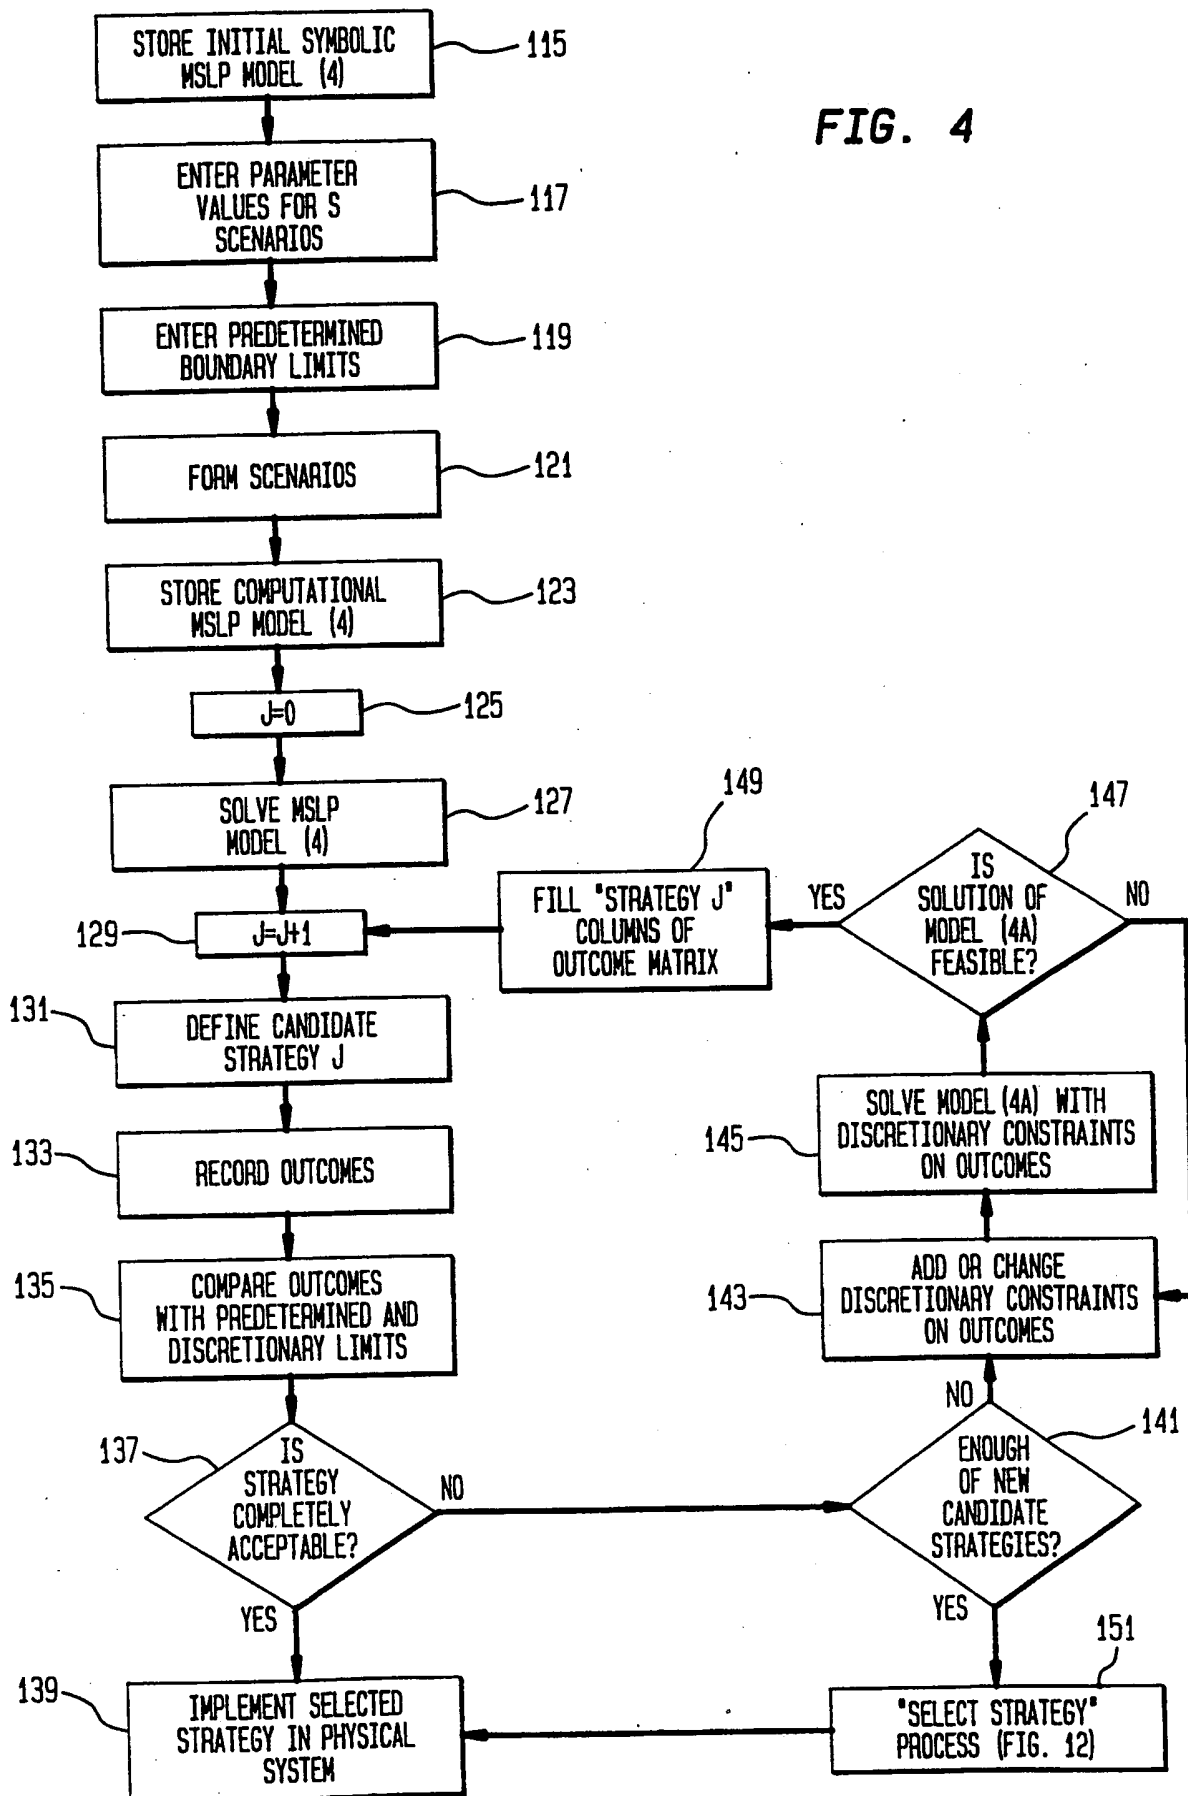 STORE INITIAL SYMBOLIC
MSLP MODEL (4)
115
FIG. 4
ENTER PARAMETER
VALUES FOR S
SCENARIOS
117
ENTER PREDETERMINED
BOUNDARY LIMITS
119
FORM SCENARIOS
121
STORE COMPUTATIONAL
MSLP MODEL (4)
123
J=0
125
SOLVE MSLP
MODEL (4)
127
129
J=J+1
131
DEFINE CANDIDATE
STRATEGY J
133
RECORD OUTCOMES
135
COMPARE OUTCOMES
WITH PREDETERMINED AND
DISCRETIONARY LIMITS
137
IS
STRATEGY
COMPLETELY
ACCEPTABLE?
NO
YES
139
IMPLEMENT SELECTED
STRATEGY IN PHYSICAL
SYSTEM
149
FILL "STRATEGY J"
COLUMNS OF
OUTCOME MATRIX
147
YES
IS
SOLUTION OF
MODEL (4A)
FEASIBLE?
NO
145
SOLVE MODEL (4A) WITH
DISCRETIONARY CONSTRAINTS
ON OUTCOMES
143
ADD OR CHANGE
DISCRETIONARY CONSTRAINTS
ON OUTCOMES
NO
141
ENOUGH
OF NEW
CANDIDATE
STRATEGIES?
YES
151
"SELECT STRATEGY"
PROCESS (FIG. 12)